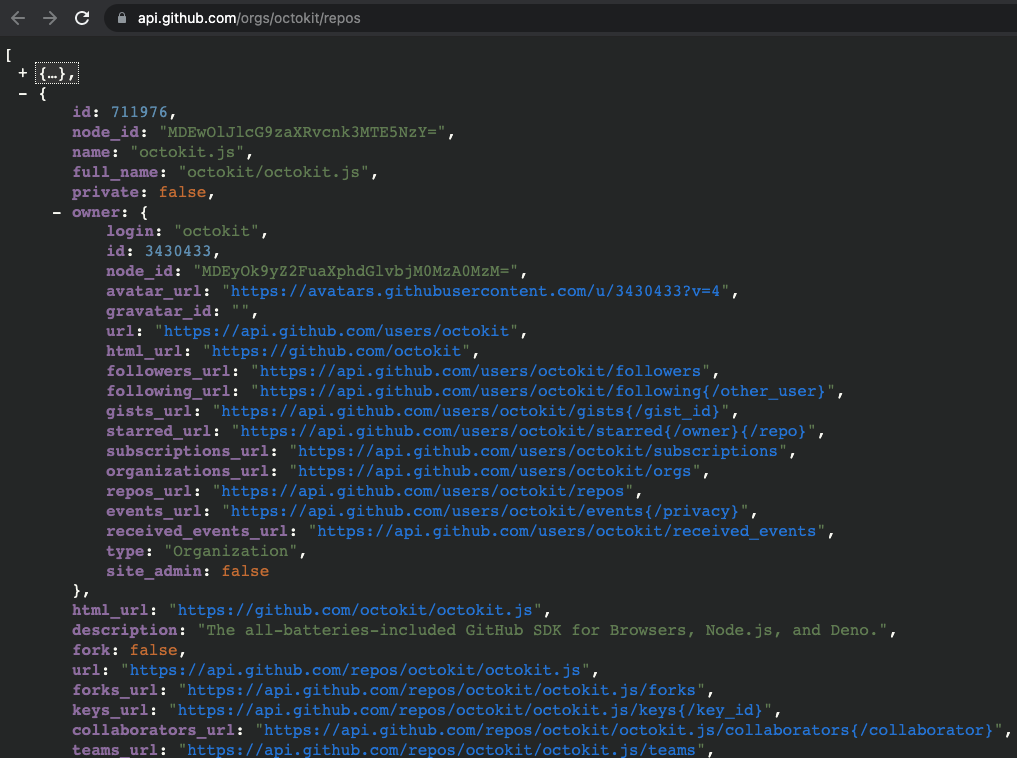 api.github.com/orgs/octokit/repos
[
+ {…},
− {
id: 711976,
node_id: "MDEwOlJlcG9zaXRvcnk3MTE5NzY=",
name: "octokit.js",
full_name: "octokit/octokit.js",
private: false,
− owner: {
login: "octokit",
id: 3430433,
node_id: "MDEyOk9yZ2FuaXphdGlvbjM0MzA0MzM=",
avatar_url: "https://avatars.githubusercontent.com/u/3430433?v=4",
gravatar_id: "",
url: "https://api.github.com/users/octokit",
html_url: "https://github.com/octokit",
followers_url: "https://api.github.com/users/octokit/followers",
following_url: "https://api.github.com/users/octokit/following{/other_user}",
gists_url: "https://api.github.com/users/octokit/gists{/gist_id}",
starred_url: "https://api.github.com/users/octokit/starred{/owner}{/repo}",
subscriptions_url: "https://api.github.com/users/octokit/subscriptions",
organizations_url: "https://api.github.com/users/octokit/orgs",
repos_url: "https://api.github.com/users/octokit/repos",
events_url: "https://api.github.com/users/octokit/events{/privacy}",
received_events_url: "https://api.github.com/users/octokit/received_events",
type: "Organization",
site_admin: false
},
html_url: "https://github.com/octokit/octokit.js",
description: "The all-batteries-included GitHub SDK for Browsers, Node.js, and Deno.",
fork: false,
url: "https://api.github.com/repos/octokit/octokit.js",
forks_url: "https://api.github.com/repos/octokit/octokit.js/forks",
keys_url: "https://api.github.com/repos/octokit/octokit.js/keys{/key_id}",
collaborators_url: "https://api.github.com/repos/octokit/octokit.js/collaborators{/collaborator}",
teams_url: "https://api.github.com/repos/octokit/octokit.js/teams",